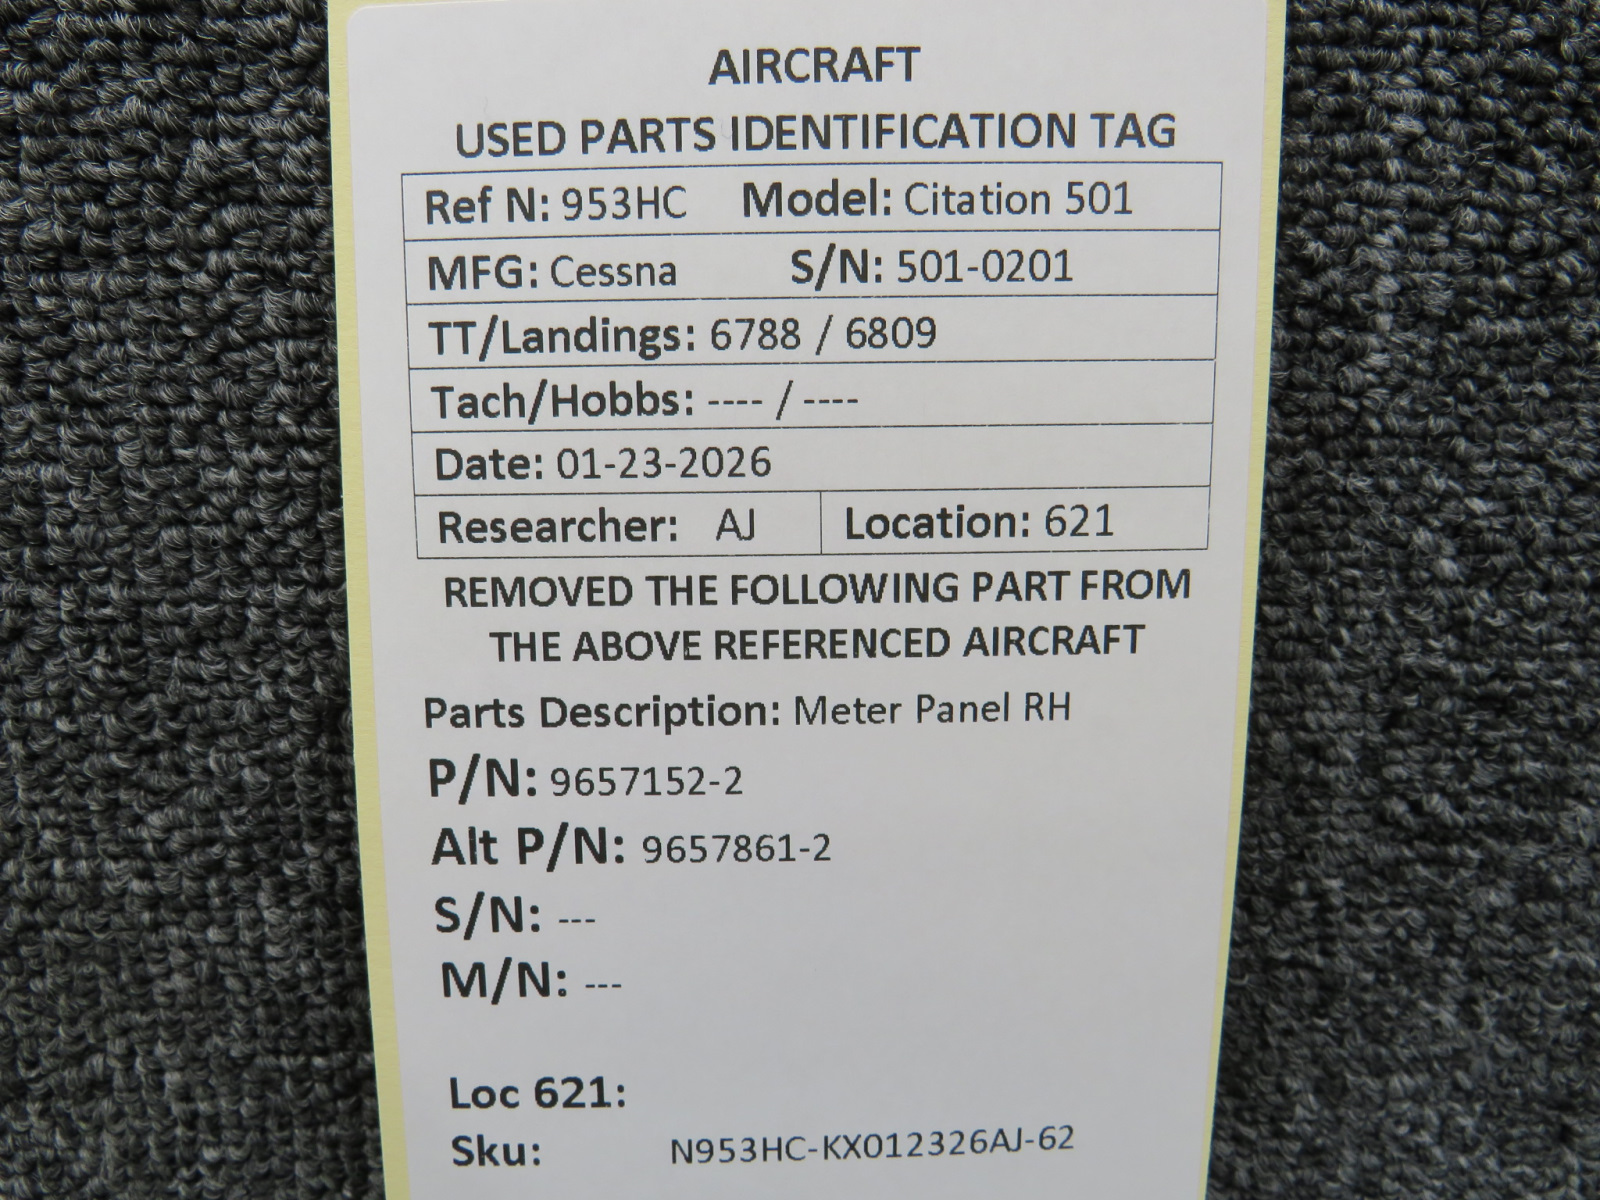 AIRCRAFT
USED PARTS IDENTIFICATION TAG
Ref N: 953HC Model: Citation 501
MFG: Cessna S/N: 501-0201
TT/Landings: 6788 / 6809
Tach/Hobbs: ---- / ----
Date: 01-23-2026
Researcher: AJ Location: 621
REMOVED THE FOLLOWING PART FROM
THE ABOVE REFERENCED AIRCRAFT
Parts Description: Meter Panel RH
P/N: 9657152-2
Alt P/N: 9657861-2
S/N: ---
M/N: ---
Loc 621:
Sku: N953HC-KX012326AJ-62